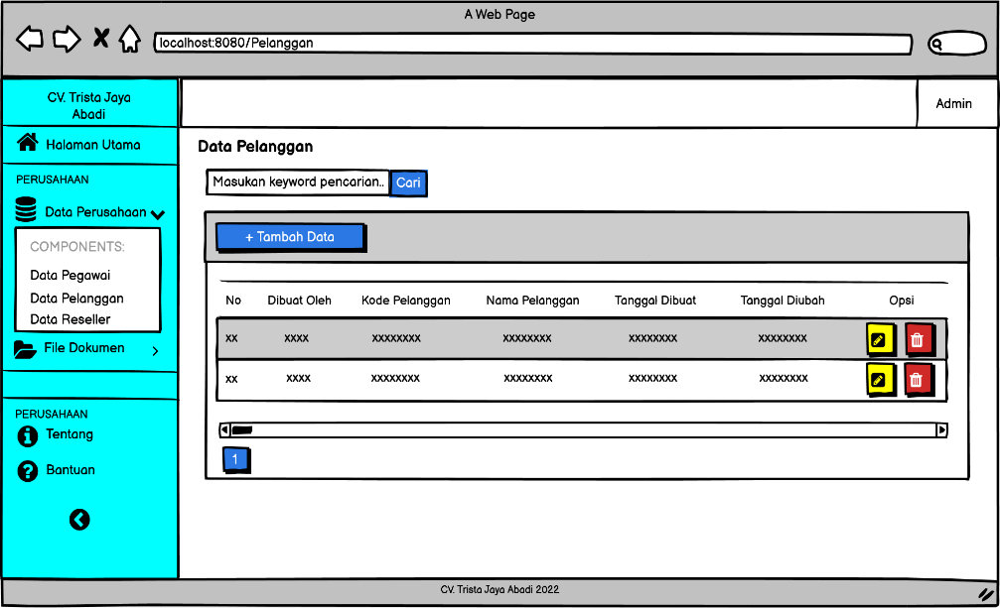 A Web Page
localhost:8080/Pelanggan
CV. Trista Jaya
Abadi
Admin
Halaman Utama
PERUSAHAAN
Data Perusahaan
COMPONENTS:
Data Pegawai
Data Pelanggan
Data Reseller
File Dokumen
PERUSAHAAN
Tentang
Bantuan
Data Pelanggan
Masukan keyword pencarian.. Cari
+ Tambah Data
No Dibuat Oleh Kode Pelanggan Nama Pelanggan Tanggal Dibuat Tanggal Diubah Opsi
xx xxxx xxxxxxxx xxxxxxxx xxxxxxxx xxxxxxxx
xx xxxx xxxxxxxx xxxxxxxx xxxxxxxx xxxxxxxx
1
CV. Trista Jaya Abadi 2022